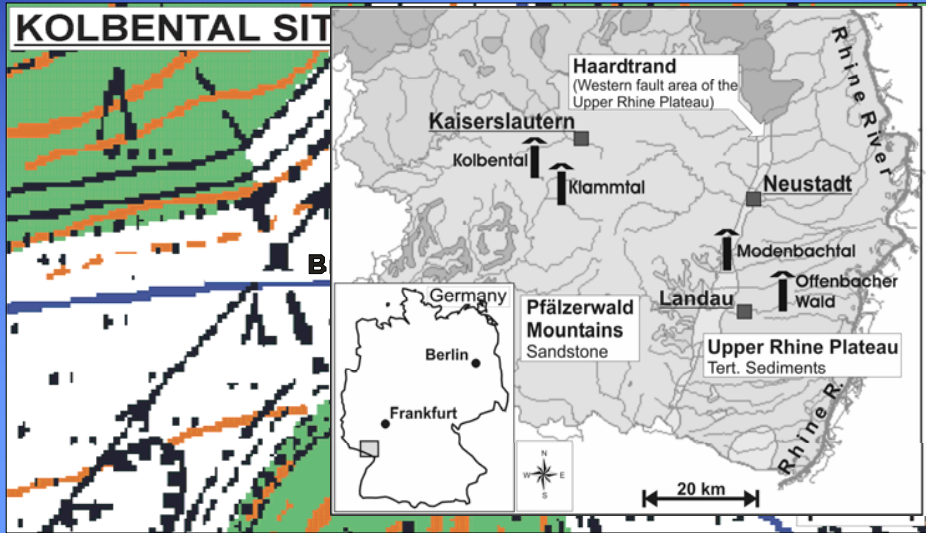 KOLBENTAL SIT
Haardtrand
(Western fault area of the
Upper Rhine Plateau)
Rhine River
Kaiserslautern
Kolbental
Klammtal
Neustadt
B
Modenbachtal
Offenbacher
Wald
Landau
Germany
Pfälzerwald
Mountains
Sandstone
Berlin
Upper Rhine Plateau
Tert. Sediments
Frankfurt
Rhine R.
N
W E
S
20 km